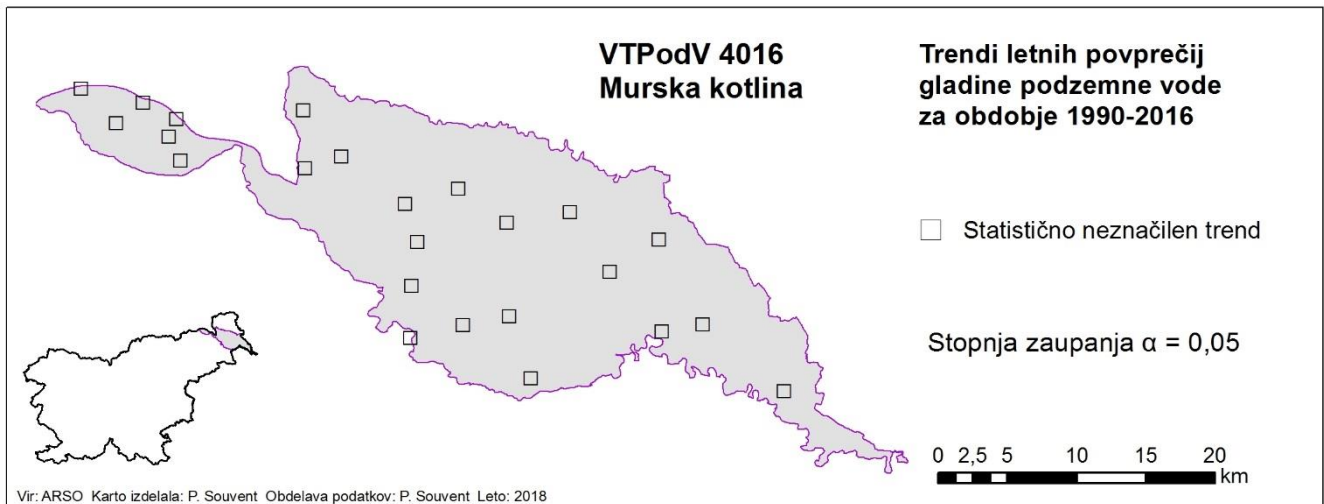 VTPodV 4016
Murska kotlina
Trendi letnih povprečij
gladine podzemne vode
za obdobje 1990-2016
Statistično neznačilen trend
Stopnja zaupanja α = 0,05
0 2,5 5 10 15 20
km
Vir: ARSO Karto izdelala: P. Souvent Obdelava podatkov: P. Souvent Leto: 2018